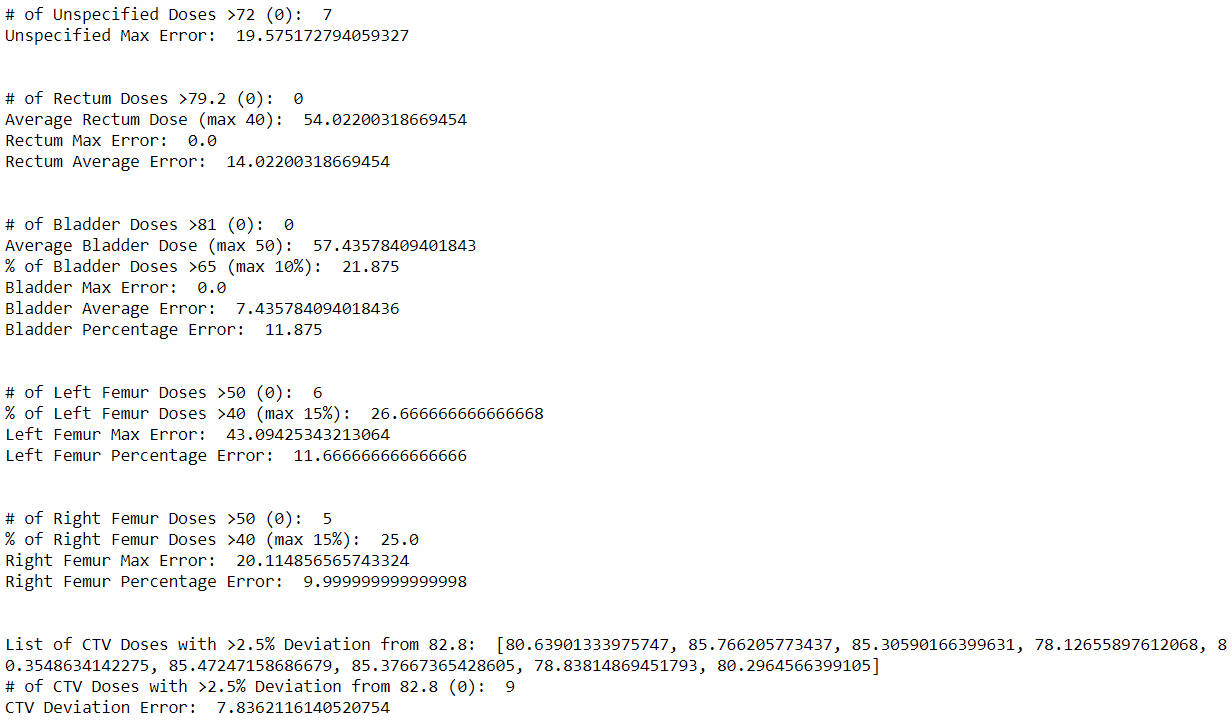 # of Unspecified Doses >72 (0):  7
Unspecified Max Error:  19.575172794059327
# of Rectum Doses >79.2 (0):  0
Average Rectum Dose (max 40):  54.02200318669454
Rectum Max Error:  0.0
Rectum Average Error:  14.02200318669454
# of Bladder Doses >81 (0):  0
Average Bladder Dose (max 50):  57.43578409401843
% of Bladder Doses >65 (max 10%):  21.875
Bladder Max Error:  0.0
Bladder Average Error:  7.435784094018436
Bladder Percentage Error:  11.875
# of Left Femur Doses >50 (0):  6
% of Left Femur Doses >40 (max 15%):  26.666666666666668
Left Femur Max Error:  43.09425343213064
Left Femur Percentage Error:  11.666666666666666
# of Right Femur Doses >50 (0):  5
% of Right Femur Doses >40 (max 15%):  25.0
Right Femur Max Error:  20.114856565743324
Right Femur Percentage Error:  9.999999999999998
List of CTV Doses with >2.5% Deviation from 82.8:  [80.63901333975747, 85.766205773437, 85.30590166399631, 78.12655897612068, 8
0.3548634142275, 85.47247158686679, 85.37667365428605, 78.83814869451793, 80.2964566399105]
# of CTV Doses with >2.5% Deviation from 82.8 (0):  9
CTV Deviation Error:  7.8362116140520754